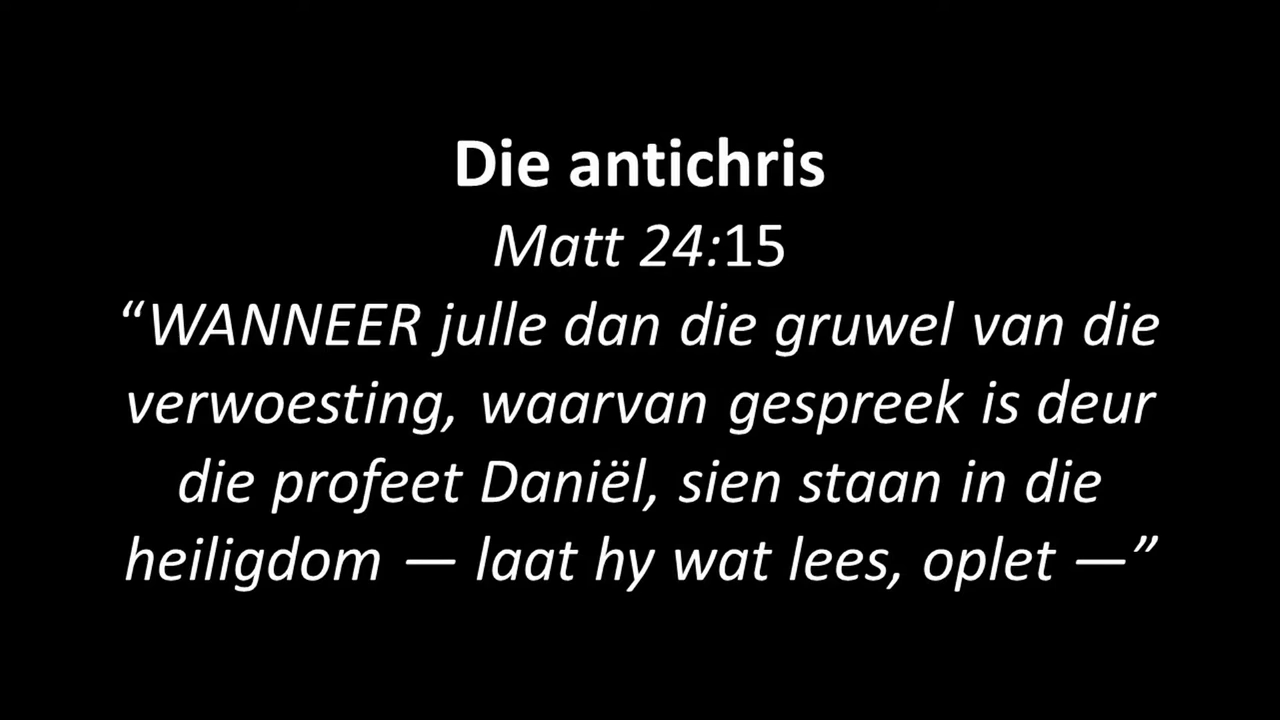 Die antichris
Matt 24:15
“WANNEER julle dan die gruwel van die
verwoesting, waarvan gespreek is deur
die profeet Daniël, sien staan in die
heiligdom — laat hy wat lees, oplet —”